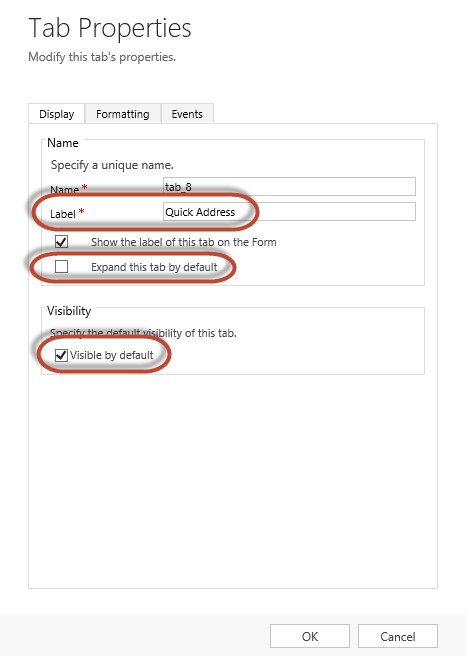 Tab Properties
Modify this tab's properties.
Display Formatting Events
Name
Specify a unique name.
Name * tab_8
Label * Quick Address
Show the label of this tab on the Form
Expand this tab by default
Visibility
Specify the default visibility of this tab.
Visible by default
OK Cancel